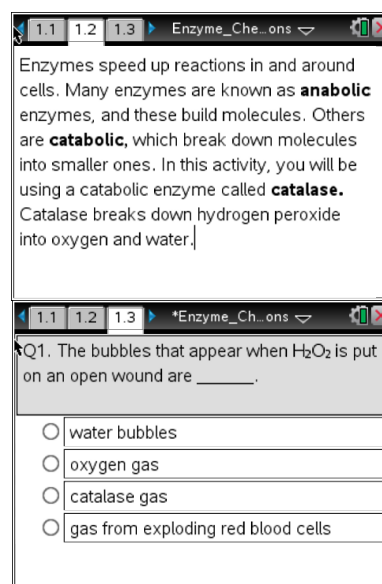 1.1 1.2 1.3 Enzyme_Che…ons
Enzymes speed up reactions in and around
cells. Many enzymes are known as anabolic
enzymes, and these build molecules. Others
are catabolic, which break down molecules
into smaller ones. In this activity, you will be
using a catabolic enzyme called catalase.
Catalase breaks down hydrogen peroxide
into oxygen and water.
1.1 1.2 1.3 *Enzyme_Ch…ons
Q1. The bubbles that appear when H₂O₂ is put
on an open wound are ______.
water bubbles
oxygen gas
catalase gas
gas from exploding red blood cells